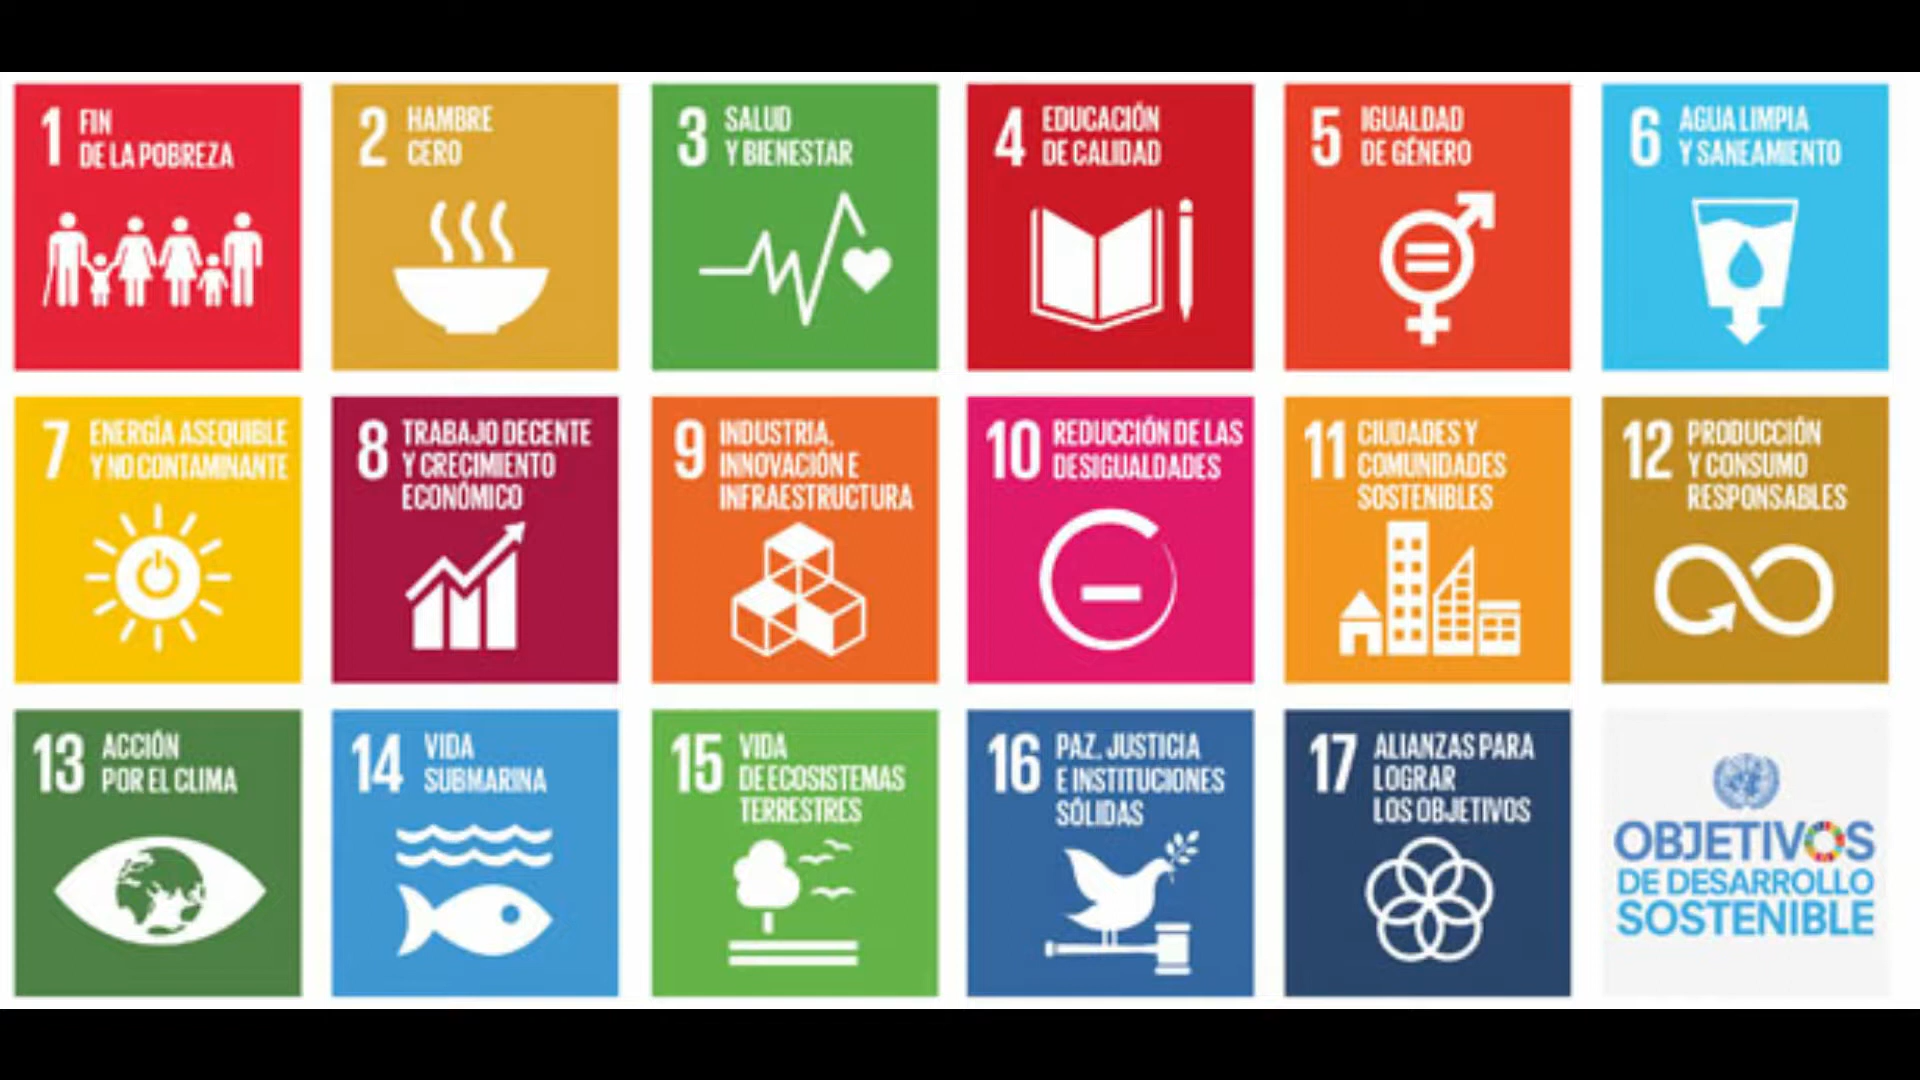 1 FIN
DE LA POBREZA
2 HAMBRE
CERO
3 SALUD
Y BIENESTAR
4 EDUCACIÓN
DE CALIDAD
5 IGUALDAD
DE GÉNERO
6 AGUA LIMPIA
Y SANEAMIENTO
7 ENERGÍA ASEQUIBLE
Y NO CONTAMINANTE
8 TRABAJO DECENTE
Y CRECIMIENTO
ECONÓMICO
9 INDUSTRIA,
INNOVACIÓN E
INFRAESTRUCTURA
10 REDUCCIÓN DE LAS
DESIGUALDADES
11 CIUDADES Y
COMUNIDADES
SOSTENIBLES
12 PRODUCCIÓN
Y CONSUMO
RESPONSABLES
13 ACCIÓN
POR EL CLIMA
14 VIDA
SUBMARINA
15 VIDA
DE ECOSISTEMAS
TERRESTRES
16 PAZ, JUSTICIA
E INSTITUCIONES
SÓLIDAS
17 ALIANZAS PARA
LOGRAR
LOS OBJETIVOS
OBJETIVOS
DE DESARROLLO
SOSTENIBLE